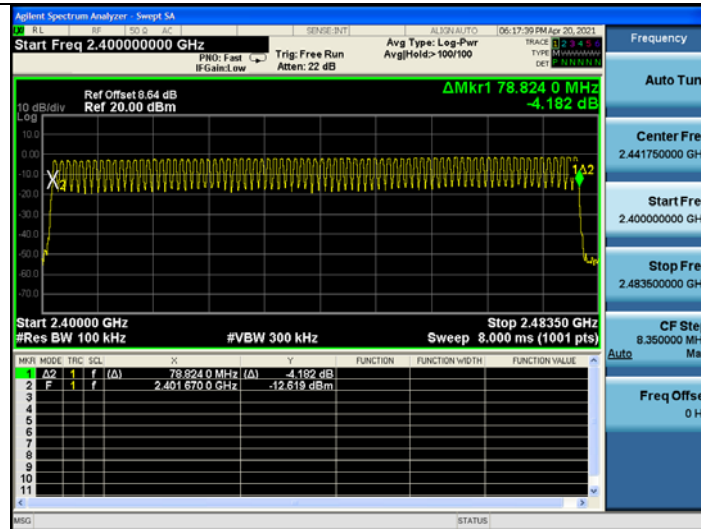 Agilent Spectrum Analyzer - Swept SA
RL RF 50 Ω AC SENSE:INT ALIGNAUTO 06:17:39 PM Apr 20, 2021
Start Freq 2.400000000 GHz
PNO: Fast
IFGain:Low
Trig: Free Run
Atten: 22 dB
Avg Type: Log-Pwr
Avg|Hold:>100/100
TRACE 1 2 3 4 5 6
TYPE
DET P N N N N N
ΔMkr1 78.824 0 MHz
-4.182 dB
Ref Offset 8.64 dB
10 dB/div Ref 20.00 dBm
Log
10.0
0.00
-10.0
-20.0
-30.0
-40.0
-50.0
-60.0
-70.0
2
1Δ2
Start 2.40000 GHz Stop 2.48350 GHz
#Res BW 100 kHz #VBW 300 kHz Sweep 8.000 ms (1001 pts)
MKR MODE TRC SCL X Y FUNCTION FUNCTION WIDTH FUNCTION VALUE
1 Δ2 1 f (Δ) 78.824 0 MHz (Δ) -4.182 dB
2 F 1 f 2.401 670 0 GHz -12.619 dBm
3
4
5
6
7
8
9
10
11
MSG STATUS
Frequency
Auto Tun
Center Fre
2.441750000 GH
Start Fre
2.400000000 GH
Stop Fre
2.483500000 GH
CF Ste
8.350000 MH
Auto Ma
Freq Offse
0 H